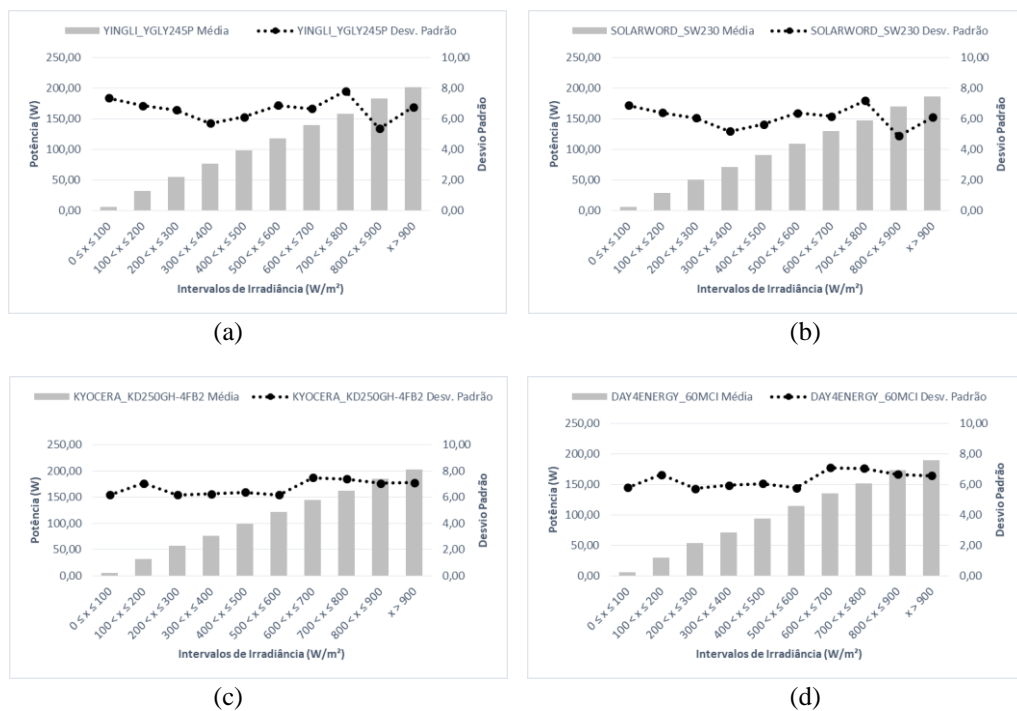 YINGLI_YGLY245P Média YINGLI_YGLY245P Desv. Padrão
250,00
200,00
150,00
100,00
50,00
0,00
Potência (W)
10,00
8,00
6,00
4,00
2,00
0,00
Desvio Padrão
0 ≤ x ≤ 100
100 < x ≤ 200
200 < x ≤ 300
300 < x ≤ 400
400 < x ≤ 500
500 < x ≤ 600
600 < x ≤ 700
700 < x ≤ 800
800 < x ≤ 900
x > 900
Intervalos de Irradiância (W/m²)
(a)
SOLARWORD_SW230 Média SOLARWORD_SW230 Desv. Padrão
250,00
200,00
150,00
100,00
50,00
0,00
Potência (W)
10,00
8,00
6,00
4,00
2,00
0,00
Desvio Padrão
0 ≤ x ≤ 100
100 < x ≤ 200
200 < x ≤ 300
300 < x ≤ 400
400 < x ≤ 500
500 < x ≤ 600
600 < x ≤ 700
700 < x ≤ 800
800 < x ≤ 900
x > 900
Intervalos de Irradiância (W/m²)
(b)
KYOCERA_KD250GH-4FB2 Média KYOCERA_KD250GH-4FB2 Desv. Padrão
250,00
200,00
150,00
100,00
50,00
0,00
Potência (W)
10,00
8,00
6,00
4,00
2,00
0,00
Desvio Padrão
0 ≤ x ≤ 100
100 < x ≤ 200
200 < x ≤ 300
300 < x ≤ 400
400 < x ≤ 500
500 < x ≤ 600
600 < x ≤ 700
700 < x ≤ 800
800 < x ≤ 900
x > 900
Intervalos de Irradiância (W/m²)
(c)
DAY4ENERGY_60MCI Média DAY4ENERGY_60MCI Desv. Padrão
250,00
200,00
150,00
100,00
50,00
0,00
Potência (W)
10,00
8,00
6,00
4,00
2,00
0,00
Desvio Padrão
0 ≤ x ≤ 100
100 < x ≤ 200
200 < x ≤ 300
300 < x ≤ 400
400 < x ≤ 500
500 < x ≤ 600
600 < x ≤ 700
700 < x ≤ 800
800 < x ≤ 900
x > 900
Intervalos de Irradiância (W/m²)
(d)